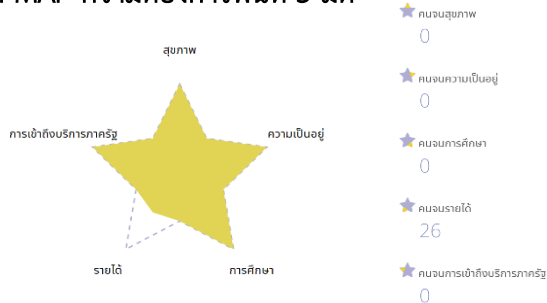 สุขภาพ
ความเป็นอยู่
การศึกษา
รายได้
การเข้าถึงบริการภาครัฐ
คนจนสุขภาพ
0
คนจนความเป็นอยู่
0
คนจนการศึกษา
0
คนจนรายได้
26
คนจนการเข้าถึงบริการภาครัฐ
0